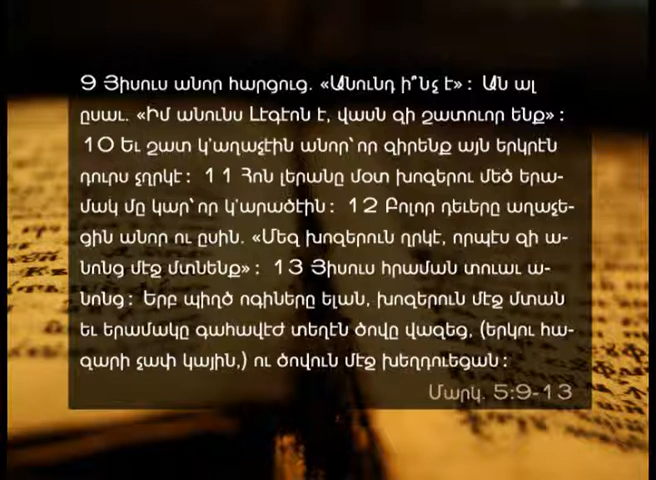 9 Յիսուս անոր հարցուց. «Անունդ ի՞նչ է»: Ան ալ
ըսաւ. «Իմ անունս Լէգէոն է, վասն զի շատուոր ենք»:
10 Եւ շատ կ՚աղաչէին անոր՝ որ զիրենք այն երկրէն
դուրս չղրկէ: 11 Հոն լերանը մօտ խոզերու մեծ երա-
մակ մը կար՝ որ կ՚արածէին: 12 Բոլոր դեւերը աղաչե-
ցին անոր ու ըսին. «Մեզ խոզերուն ղրկէ, որպէս զի ա-
նոնց մէջ մտնենք»: 13 Յիսուս հրաման տուաւ ա-
նոնց: Երբ պիղծ ոգիները ելան, խոզերուն մէջ մտան
եւ երամակը գահավէժ տեղէն ծովը վազեց, (երկու հա-
զարի չափ կային,) ու ծովուն մէջ խեղդուեցան:
Մարկ. 5:9-13